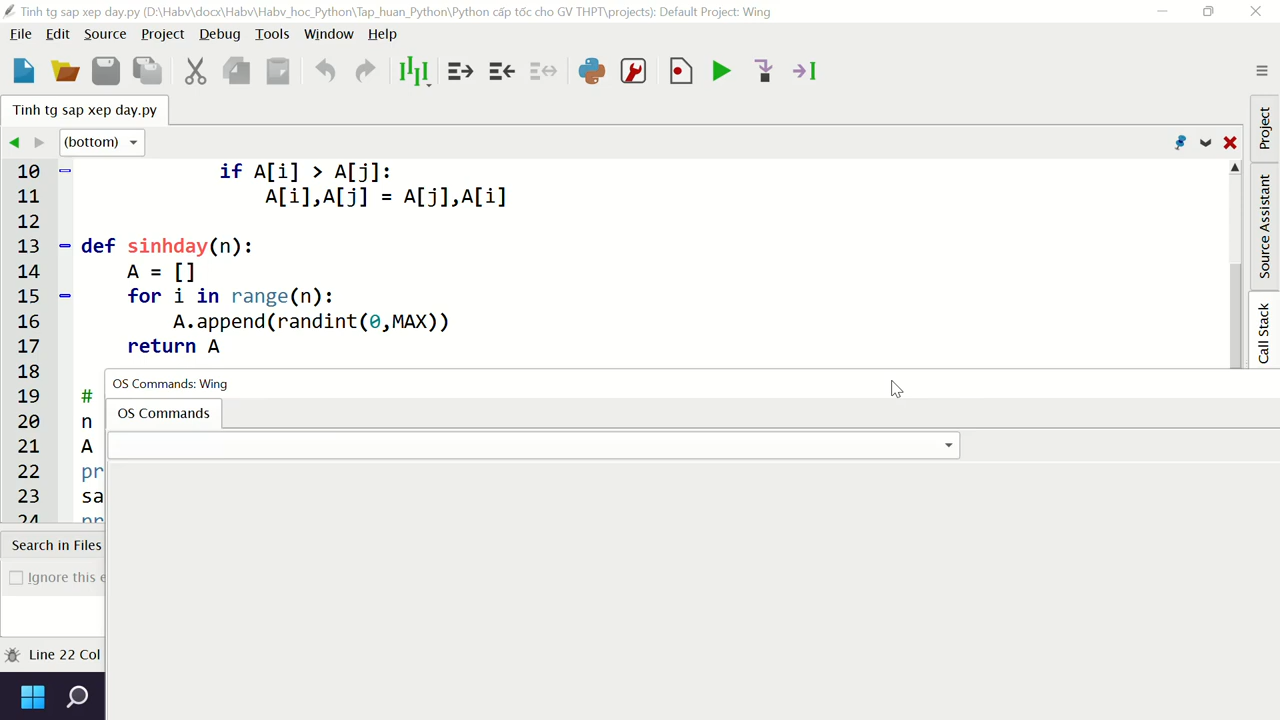 Tinh tg sap xep day.py (D:\Habv\docx\Habv\Habv_hoc_Python\Tap_huan_Python\Python cấp tốc cho GV THPT\projects): Default Project: Wing
File Edit Source Project Debug Tools Window Help
Tinh tg sap xep day.py
(bottom)
10 if A[i] > A[j]:
11 A[i],A[j] = A[j],A[i]
12
13 def sinhday(n):
14 A = []
15 for i in range(n):
16 A.append(randint(0,MAX))
17 return A
18
19 #
20 n
21 A
22 pr
23 sa
24 pr
Project
Source Assistant
Call Stack
OS Commands: Wing
OS Commands
Search in Files
Ignore this e
Line 22 Col